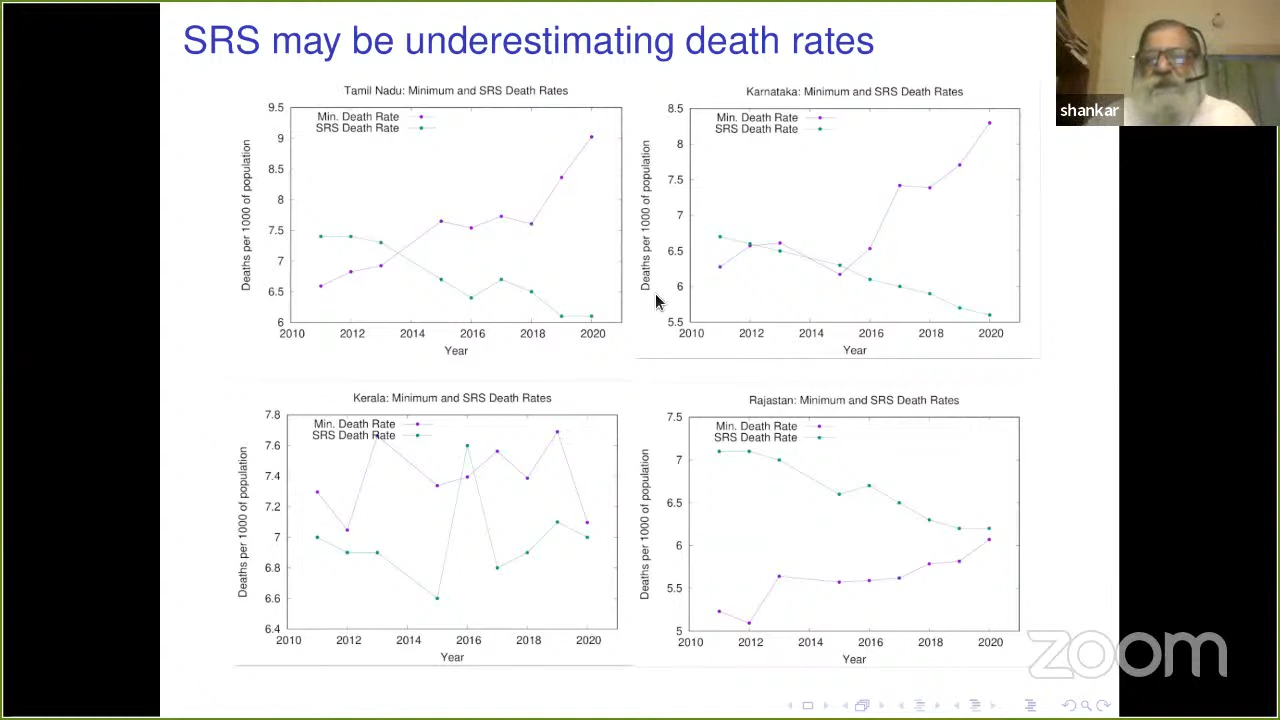 SRS may be underestimating death rates
shankar
Tamil Nadu: Minimum and SRS Death Rates
Min. Death Rate
SRS Death Rate
Deaths per 1000 of population
9.5
9
8.5
8
7.5
7
6.5
6
2010 2012 2014 2016 2018 2020
Year
Karnataka: Minimum and SRS Death Rates
Min. Death Rate
SRS Death Rate
Deaths per 1000 of population
8.5
8
7.5
7
6.5
6
5.5
2010 2012 2014 2016 2018 2020
Year
Kerala: Minimum and SRS Death Rates
Min. Death Rate
SRS Death Rate
Deaths per 1000 of population
7.8
7.6
7.4
7.2
7
6.8
6.6
6.4
2010 2012 2014 2016 2018 2020
Year
Rajastan: Minimum and SRS Death Rates
Min. Death Rate
SRS Death Rate
Deaths per 1000 of population
7.5
7
6.5
6
5.5
5
2010 2012 2014 2016 2018 2020
Year
zoom